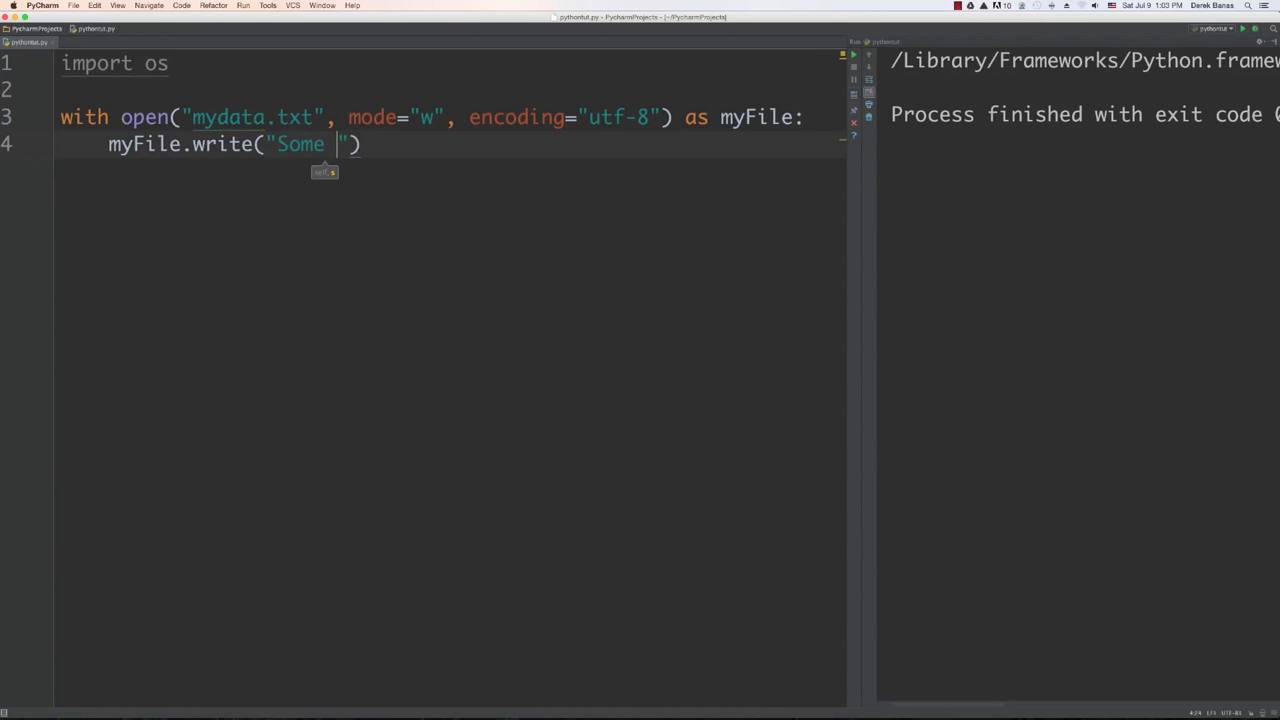 PyCharm File Edit View Navigate Code Refactor Run Tools VCS Window Help
10 Sat Jul 9 1:03 PM Derek Banas
pythontut.py - PycharmProjects - [~/PycharmProjects]
PycharmProjects pythontut.py pythontut
pythontut.py Run pythontut
1 import os
2
3 with open("mydata.txt", mode="w", encoding="utf-8") as myFile:
4 myFile.write("Some ")
self, s
/Library/Frameworks/Python.framew
Process finished with exit code 0
4:24 LF÷ UTF-8÷